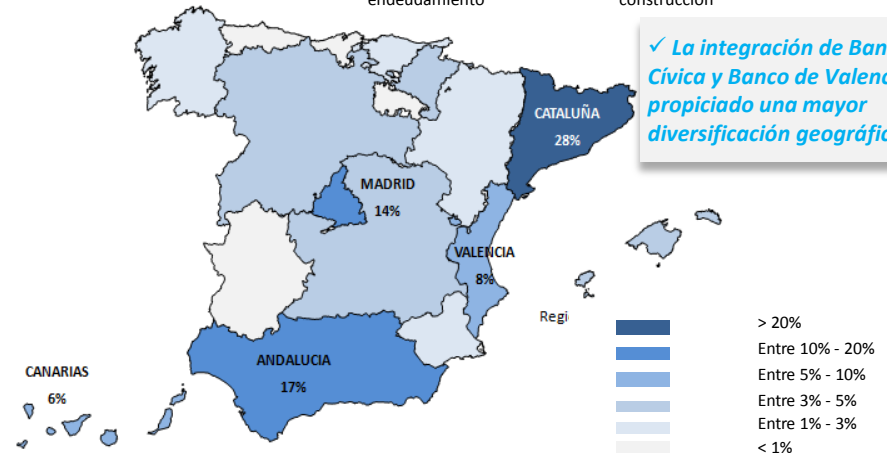 endeudamiento
construcción
✓ La integración de Ban
Cívica y Banco de Valenc
propiciado una mayor
diversificación geográfic
CATALUÑA
28%
MADRID
14%
VALENCIA
8%
Regi
ANDALUCIA
17%
CANARIAS
6%
> 20%
Entre 10% - 20%
Entre 5% - 10%
Entre 3% - 5%
Entre 1% - 3%
< 1%